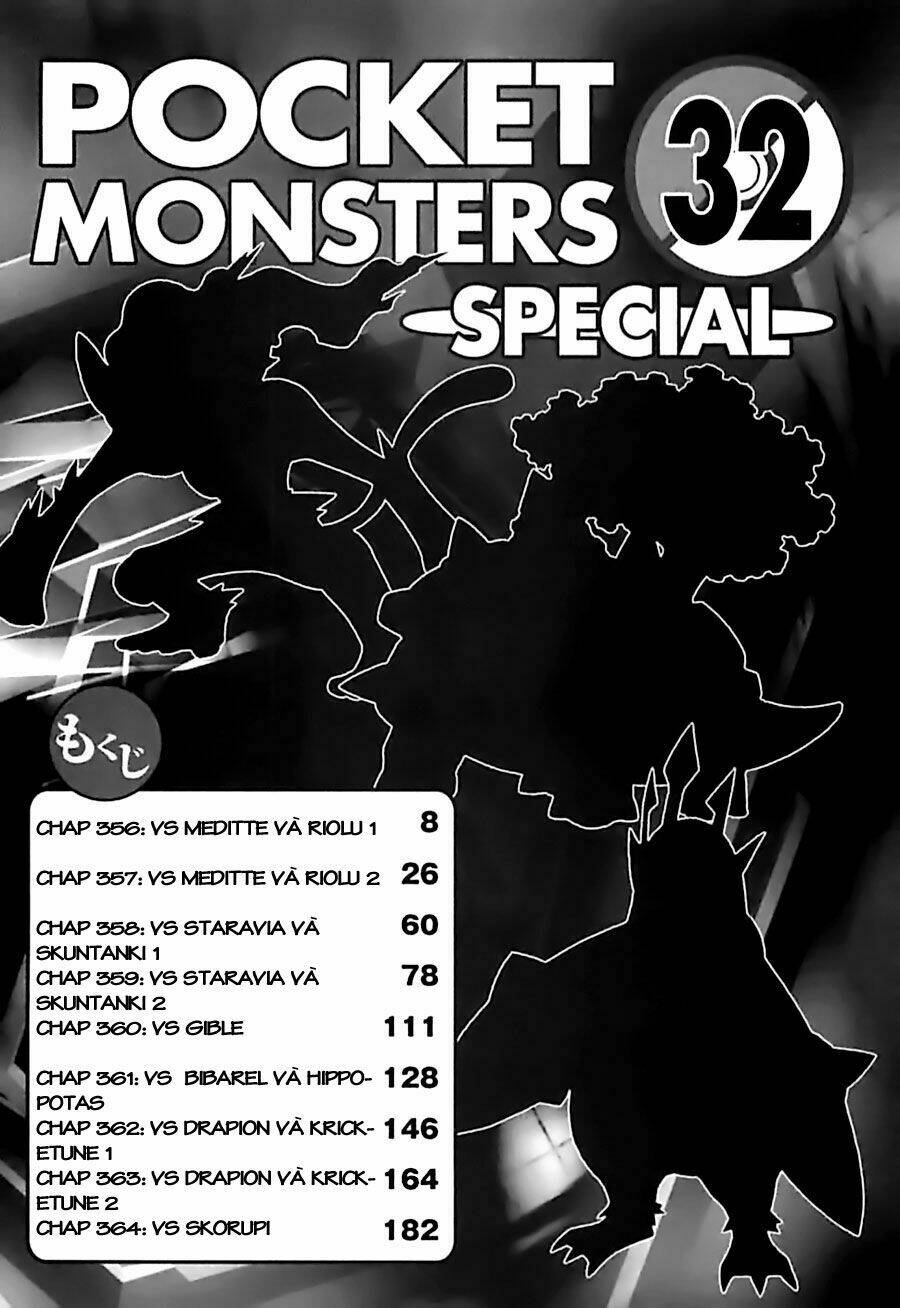 POCKET
MONSTERS
32
SPECIAL
もくじ
CHAP 356: VS MEDITTE VÀ RIOLU 1 8
CHAP 357: VS MEDITTE VÀ RIOLU 2 26
CHAP 358: VS STARAVIA VÀ 60
SKUNTANKI 1
CHAP 359: VS STARAVIA VÀ 78
SKUNTANKI 2
CHAP 360: VS GIBLE 111
CHAP 361: VS BIBAREL VÀ HIPPO- 128
POTAS
CHAP 362: VS DRAPION VÀ KRICK- 146
ETUNE 1
CHAP 363: VS DRAPION VÀ KRICK- 164
ETUNE 2
CHAP 364: VS SKORUPI 182